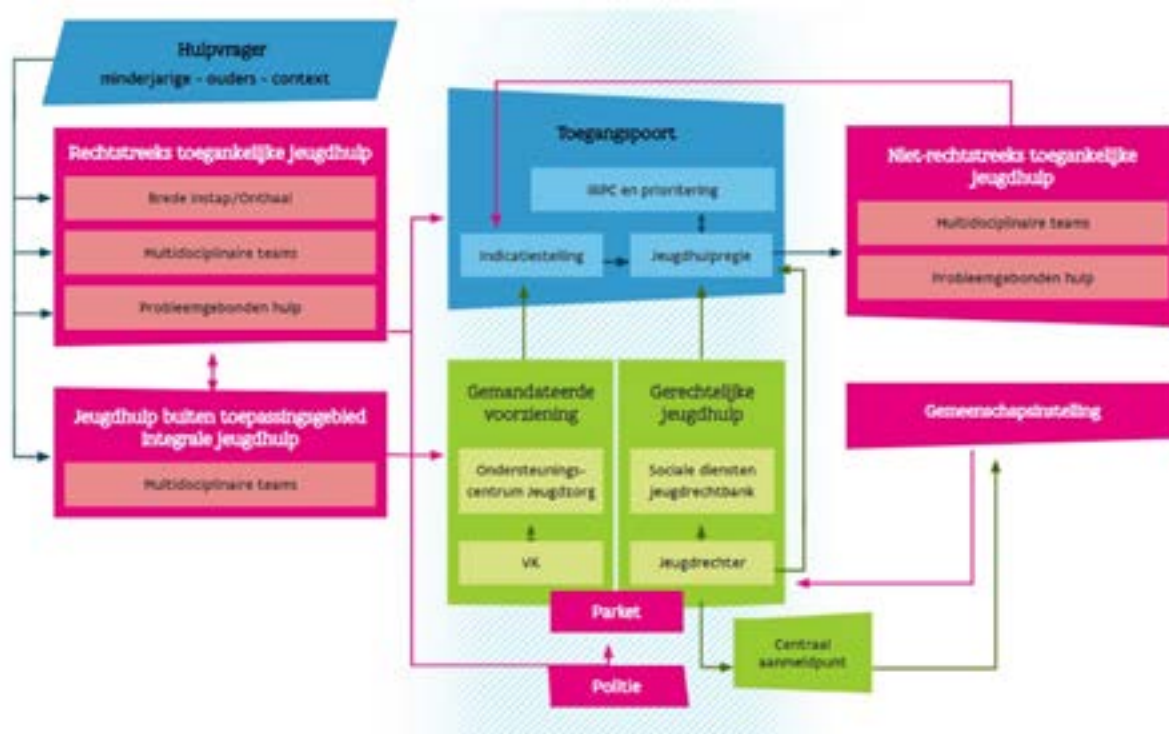 Hulpvrager
minderjarige - ouders - context
Rechtstreeks toegankelijke jeugdhulp
Brede instap/Onthaal
Multidisciplinaire teams
Probleemgebonden hulp
Jeugdhulp buiten toepassingsgebied
integrale jeugdhulp
Multidisciplinaire teams
Toegangspoort
IRPC en prioritering
Indicatiestelling
Jeugdhulpregie
Gemandateerde
voorziening
Ondersteunings-
centrum Jeugdzorg
VK
Gerechtelijke
jeugdhulp
Sociale diensten
jeugdrechtbank
Jeugdrechter
Parket
Politie
Niet-rechtstreeks toegankelijke
jeugdhulp
Multidisciplinaire teams
Probleemgebonden hulp
Gemeenschapsinstelling
Centraal
aanmeldpunt